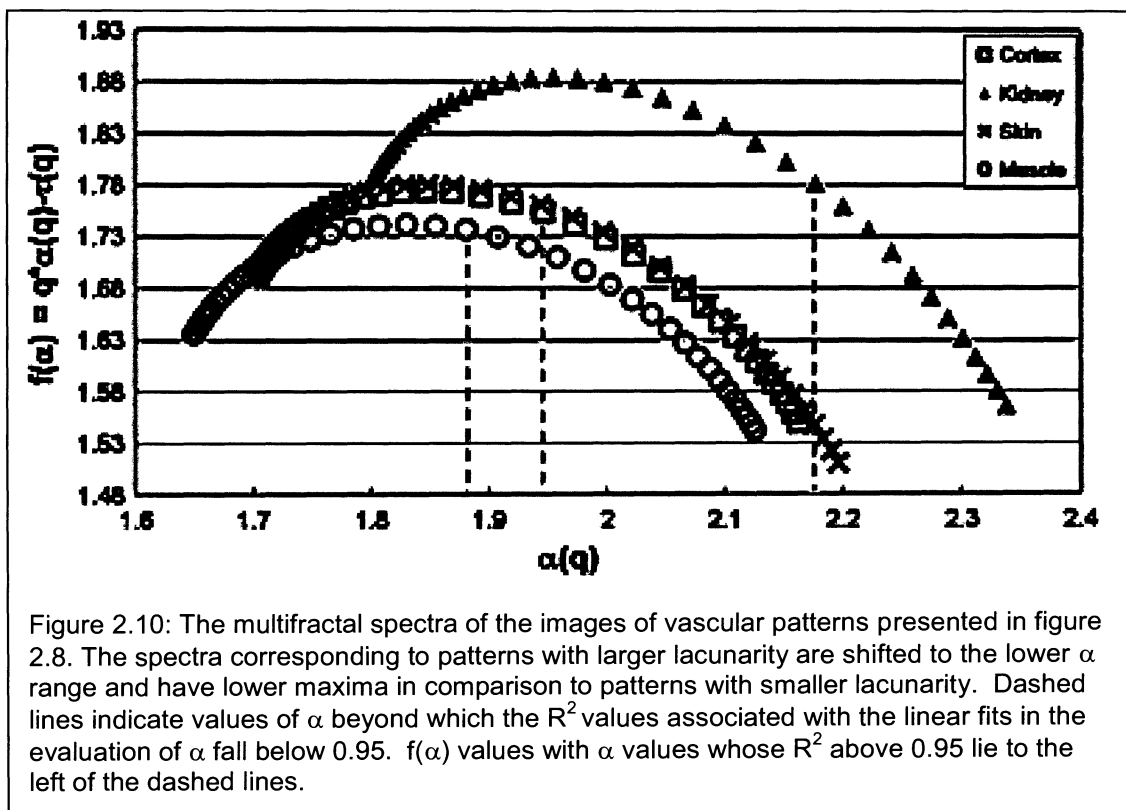 1.93
1.88
1.83
1.78
1.73
1.68
1.63
1.58
1.53
1.48
f(α) = q*α(q)-τ(q)
Cortex
Kidney
Skin
Muscle
1.6 1.7 1.8 1.9 2 2.1 2.2 2.3 2.4
α(q)
Figure 2.10: The multifractal spectra of the images of vascular patterns presented in figure
2.8. The spectra corresponding to patterns with larger lacunarity are shifted to the lower α
range and have lower maxima in comparison to patterns with smaller lacunarity. Dashed
lines indicate values of α beyond which the R² values associated with the linear fits in the
evaluation of α fall below 0.95. f(α) values with α values whose R² above 0.95 lie to the
left of the dashed lines.